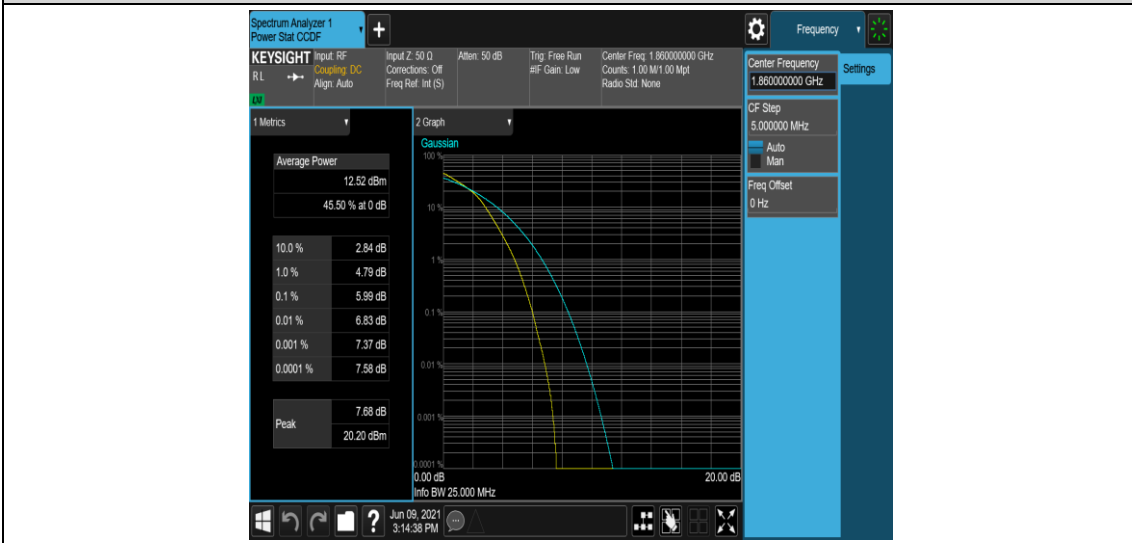 Spectrum Analyzer 1
Power Stat CCDF
+
Frequency
KEYSIGHT
RL
LXI
Input: RF
Coupling: DC
Align: Auto
Input Z: 50 Ω
Corrections: Off
Freq Ref: Int (S)
Atten: 50 dB
Trig: Free Run
#IF Gain: Low
Center Freq: 1.860000000 GHz
Counts: 1.00 M/1.00 Mpt
Radio Std: None
Center Frequency
1.860000000 GHz
Settings
CF Step
5.000000 MHz
Auto
Man
Freq Offset
0 Hz
1 Metrics
Average Power
12.52 dBm
45.50 % at 0 dB
10.0 % 2.84 dB
1.0 % 4.79 dB
0.1 % 5.99 dB
0.01 % 6.83 dB
0.001 % 7.37 dB
0.0001 % 7.58 dB
Peak
7.68 dB
20.20 dBm
2 Graph
Gaussian
100 %
10 %
1 %
0.1 %
0.01 %
0.001 %
0.0001 %
0.00 dB 20.00 dB
Info BW 25.000 MHz
?
Jun 09, 2021
3:14:38 PM